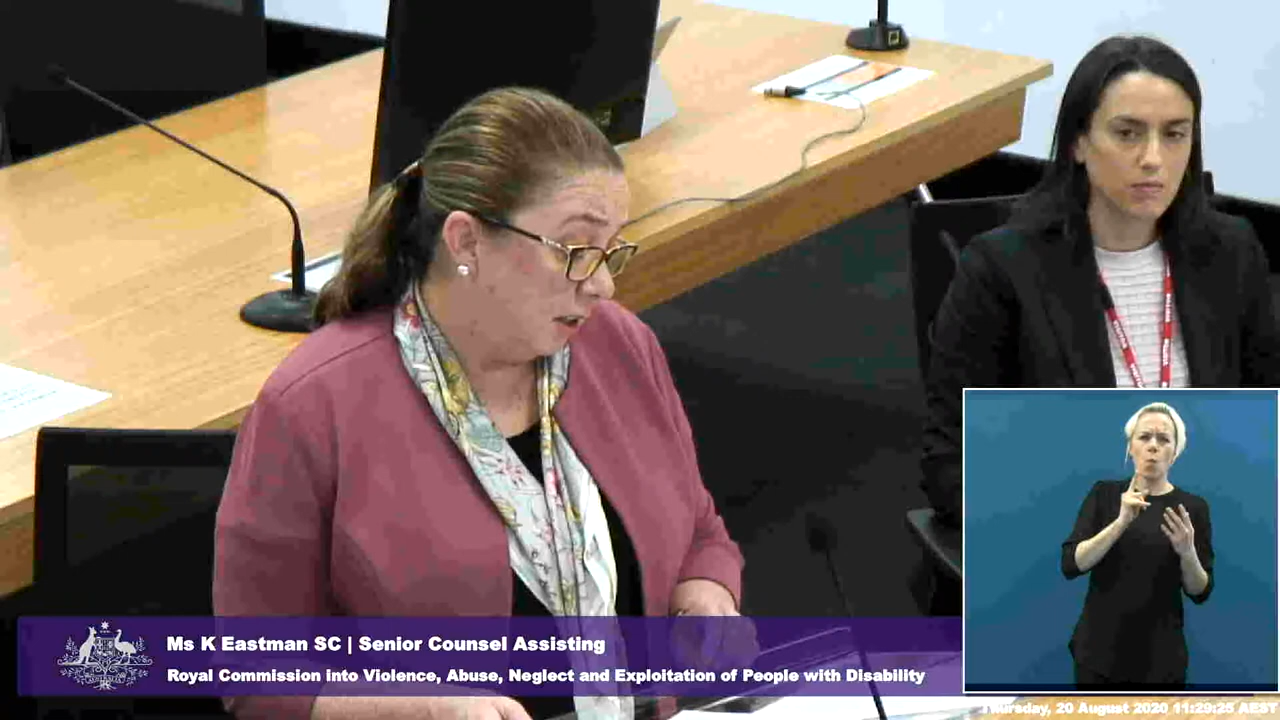 Ms K Eastman SC | Senior Counsel Assisting
Royal Commission into Violence, Abuse, Neglect and Exploitation of People with Disability
Thursday, 20 August 2020 11:29:25 AEST